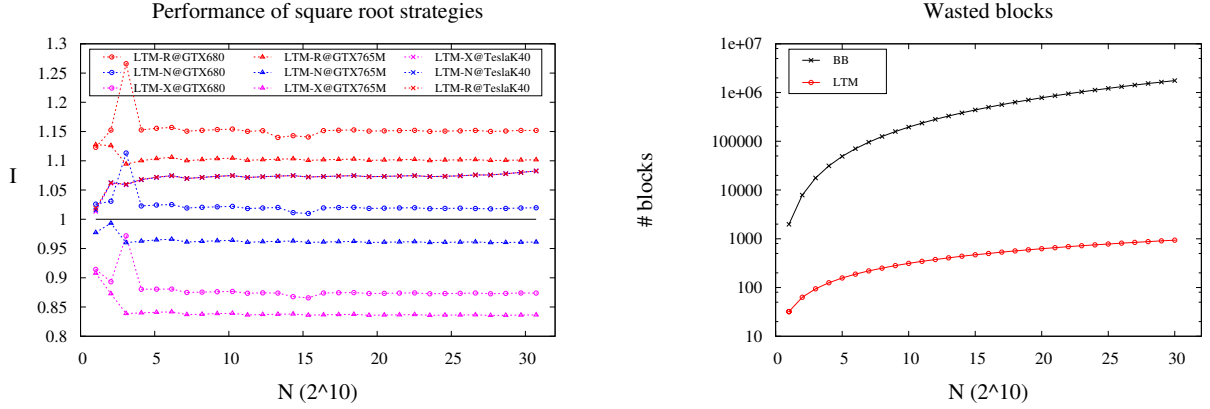 Performance of square root strategies
1.3
1.25
1.2
1.15
1.1
1.05
1
0.95
0.9
0.85
0.8
I
LTM-R@GTX680
LTM-N@GTX680
LTM-X@GTX680
LTM-R@GTX765M
LTM-N@GTX765M
LTM-X@GTX765M
LTM-X@TeslaK40
LTM-N@TeslaK40
LTM-R@TeslaK40
0 5 10 15 20 25 30
N (2^10)
Wasted blocks
1e+07
1e+06
100000
10000
1000
100
10
# blocks
BB
LTM
0 5 10 15 20 25 30
N (2^10)